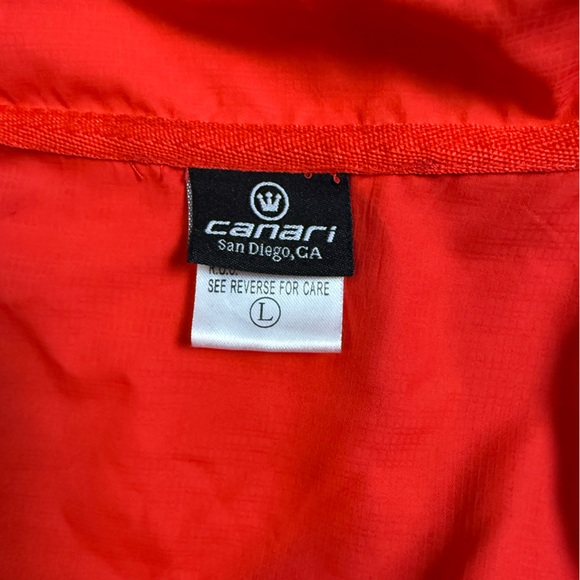 canari
San Diego, CA
SEE REVERSE FOR CARE
L